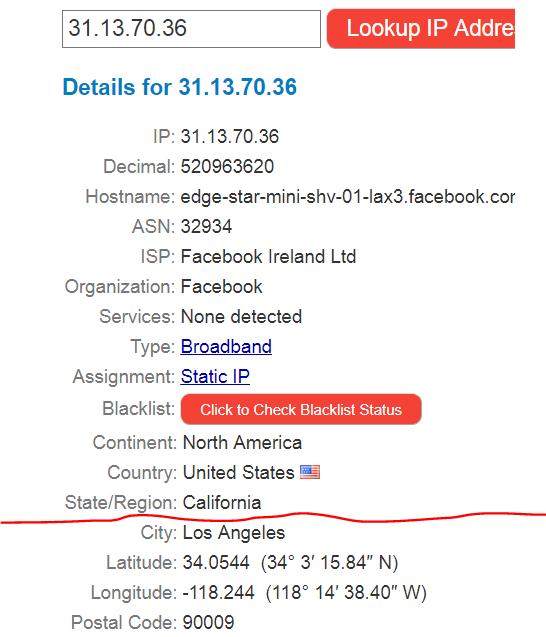 31.13.70.36 Lookup IP Addre
Details for 31.13.70.36
IP: 31.13.70.36
Decimal: 520963620
Hostname: edge-star-mini-shv-01-lax3.facebook.com
ASN: 32934
ISP: Facebook Ireland Ltd
Organization: Facebook
Services: None detected
Type: Broadband
Assignment: Static IP
Blacklist: Click to Check Blacklist Status
Continent: North America
Country: United States
State/Region: California
City: Los Angeles
Latitude: 34.0544 (34° 3′ 15.84″ N)
Longitude: -118.244 (118° 14′ 38.40″ W)
Postal Code: 90009